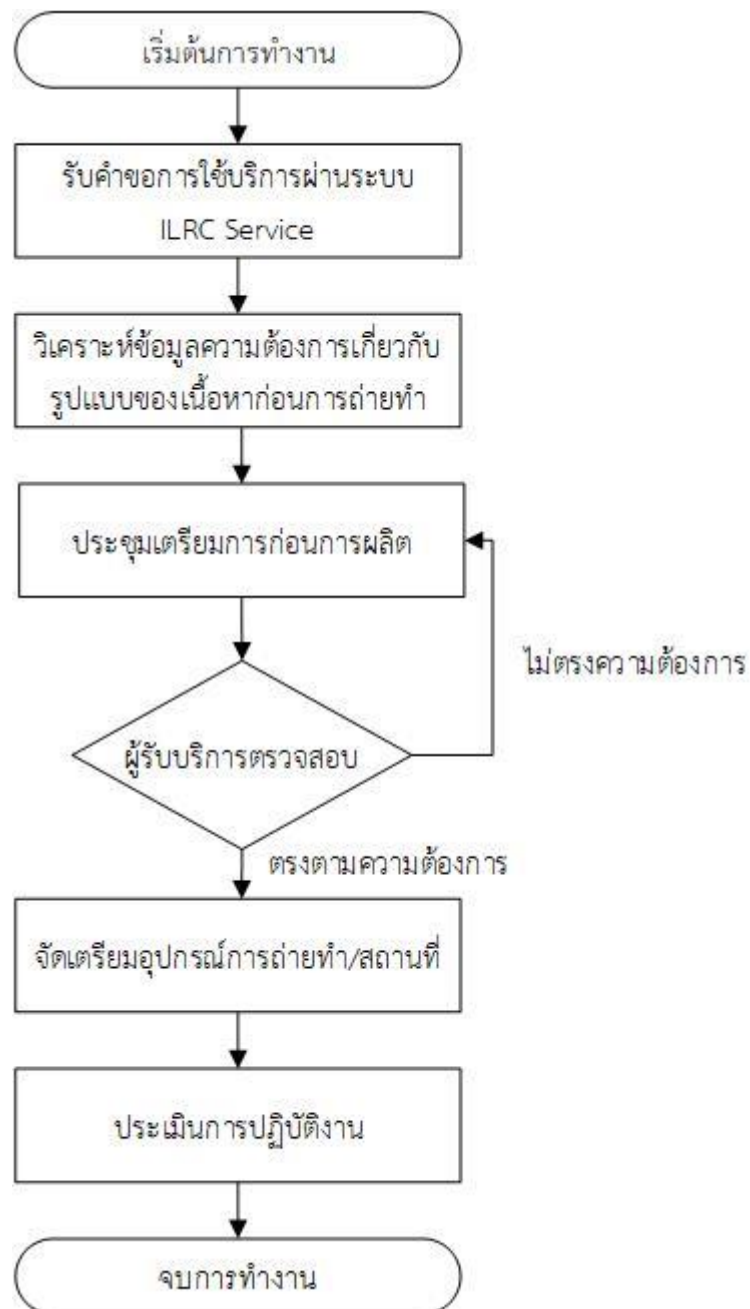 เริ่มต้นการทำงาน
รับคำขอการใช้บริการผ่านระบบ
ILRC Service
วิเคราะห์ข้อมูลความต้องการเกี่ยวกับ
รูปแบบของเนื้อหาก่อนการถ่ายทำ
ประชุมเตรียมการก่อนการผลิต
ไม่ตรงความต้องการ
ผู้รับบริการตรวจสอบ
ตรงตามความต้องการ
จัดเตรียมอุปกรณ์การถ่ายทำ/สถานที่
ประเมินการปฏิบัติงาน
จบการทำงาน